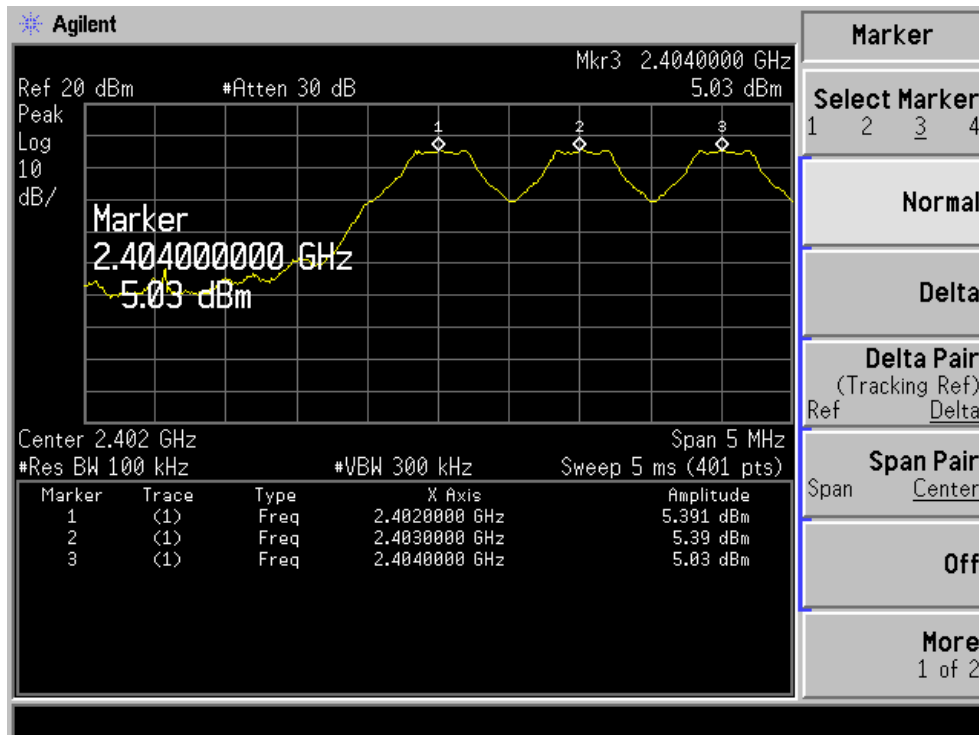 Agilent
Mkr3 2.4040000 GHz
Ref 20 dBm #Atten 30 dB 5.03 dBm
Peak
Log
10
dB/
1 2 3
Marker
2.404000000 GHz
5.03 dBm
Center 2.402 GHz Span 5 MHz
#Res BW 100 kHz #VBW 300 kHz Sweep 5 ms (401 pts)
Marker Trace Type X Axis Amplitude
1 (1) Freq 2.4020000 GHz 5.391 dBm
2 (1) Freq 2.4030000 GHz 5.39 dBm
3 (1) Freq 2.4040000 GHz 5.03 dBm
Marker
Select Marker
1 2 3 4
Normal
Delta
Delta Pair
(Tracking Ref)
Ref Delta
Span Pair
Span Center
Off
More
1 of 2